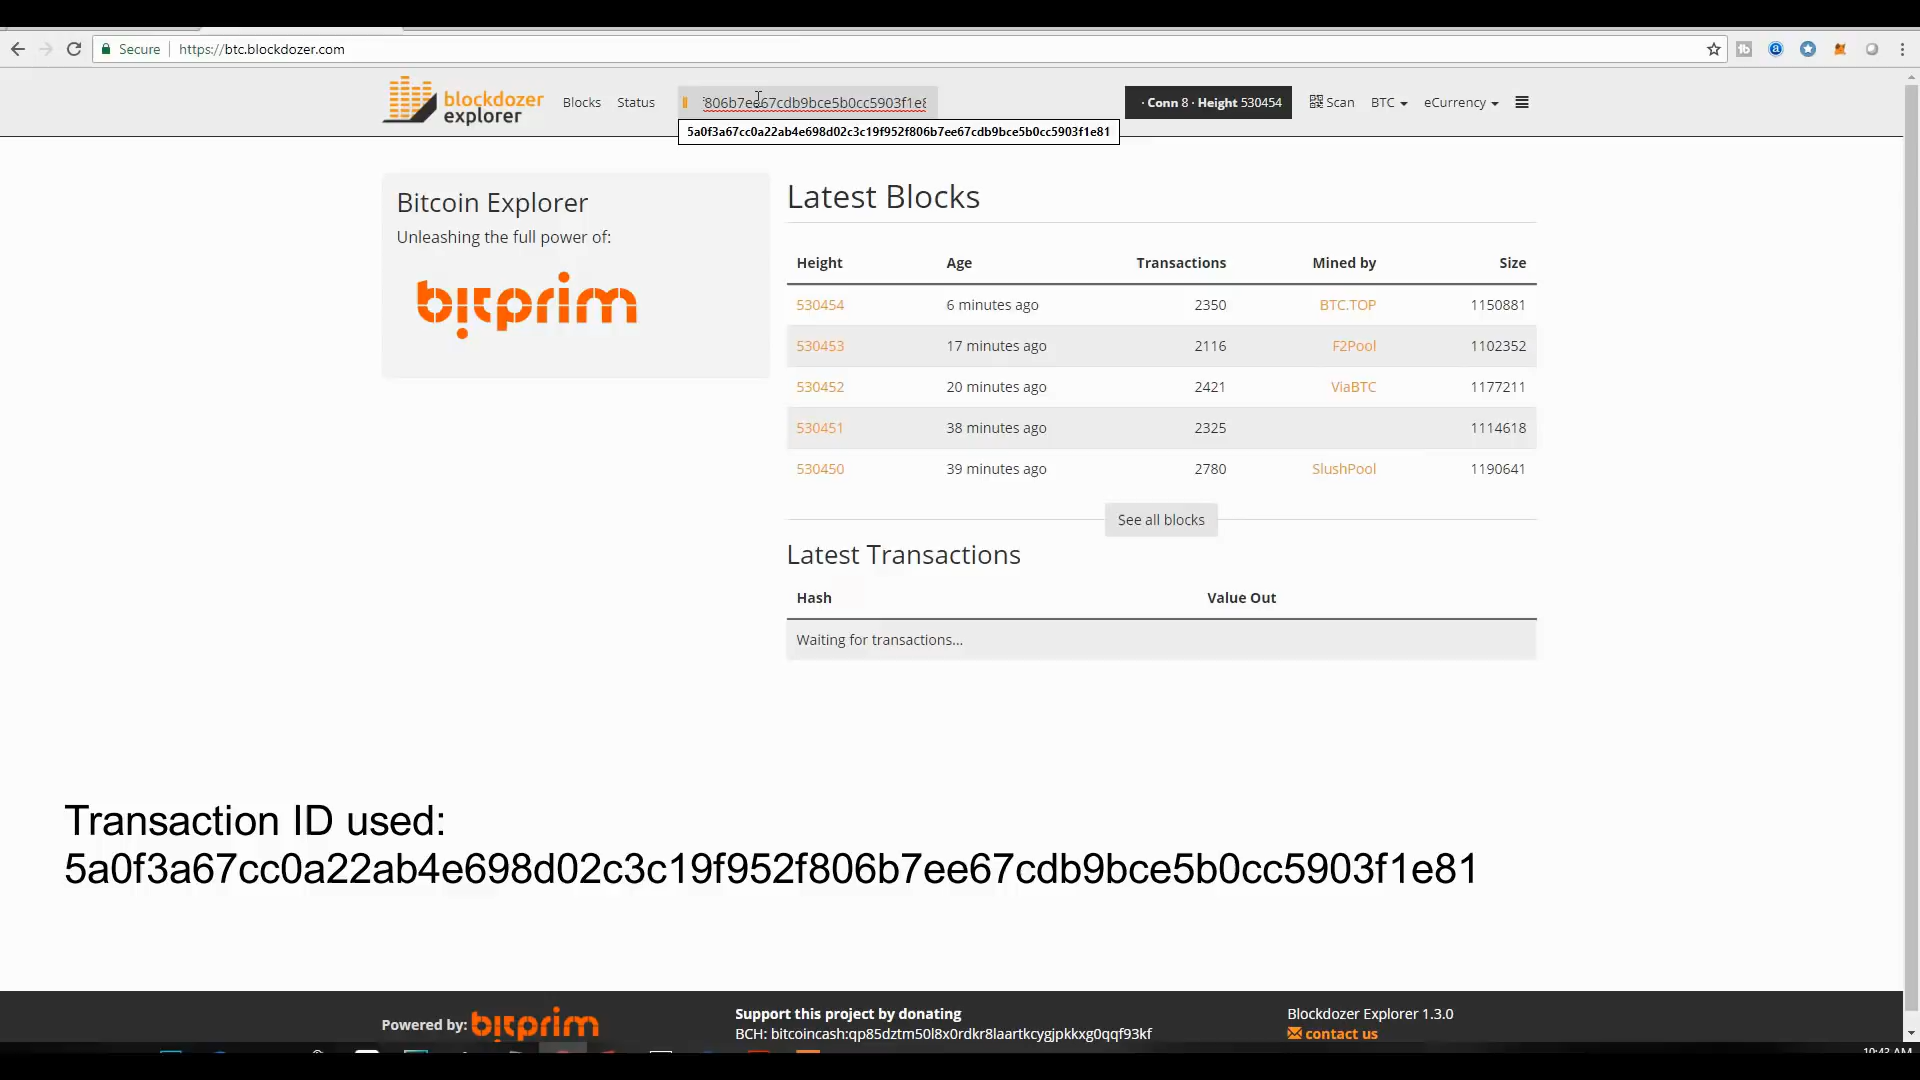 Secure https://btc.blockdozer.com
blockdozer
explorer
Blocks Status 806b7ee67cdb9bce5b0cc5903f1e8 · Conn 8 · Height 530454 Scan BTC eCurrency
5a0f3a67cc0a22ab4e698d02c3c19f952f806b7ee67cdb9bce5b0cc5903f1e81
Bitcoin Explorer
Unleashing the full power of:
bitprim
Latest Blocks
Height Age Transactions Mined by Size
530454 6 minutes ago 2350 BTC.TOP 1150881
530453 17 minutes ago 2116 F2Pool 1102352
530452 20 minutes ago 2421 ViaBTC 1177211
530451 38 minutes ago 2325 1114618
530450 39 minutes ago 2780 SlushPool 1190641
See all blocks
Latest Transactions
Hash Value Out
Waiting for transactions...
Transaction ID used:
5a0f3a67cc0a22ab4e698d02c3c19f952f806b7ee67cdb9bce5b0cc5903f1e81
Powered by: bitprim
Support this project by donating
BCH: bitcoincash:qp85dztm50l8x0rdkr8laartkcygjpkkxg0qqf93kf
Blockdozer Explorer 1.3.0
contact us